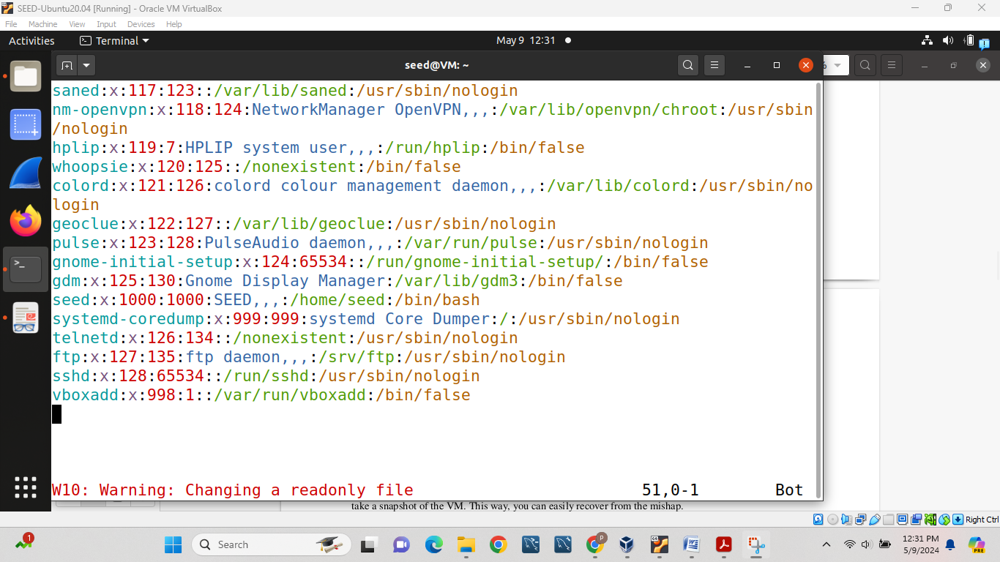 SEED-Ubuntu20.04 [Running] - Oracle VM VirtualBox
File Machine View Input Devices Help
Activities Terminal May 9 12:31
seed@VM: ~
%
saned:x:117:123::/var/lib/saned:/usr/sbin/nologin
nm-openvpn:x:118:124:NetworkManager OpenVPN,,,:/var/lib/openvpn/chroot:/usr/sbin
/nologin
hplip:x:119:7:HPLIP system user,,,:/run/hplip:/bin/false
whoopsie:x:120:125::/nonexistent:/bin/false
colord:x:121:126:colord colour management daemon,,,:/var/lib/colord:/usr/sbin/no
login
geoclue:x:122:127::/var/lib/geoclue:/usr/sbin/nologin
pulse:x:123:128:PulseAudio daemon,,,:/var/run/pulse:/usr/sbin/nologin
gnome-initial-setup:x:124:65534::/run/gnome-initial-setup/:/bin/false
gdm:x:125:130:Gnome Display Manager:/var/lib/gdm3:/bin/false
seed:x:1000:1000:SEED,,,:/home/seed:/bin/bash
systemd-coredump:x:999:999:systemd Core Dumper:/:/usr/sbin/nologin
telnetd:x:126:134::/nonexistent:/usr/sbin/nologin
ftp:x:127:135:ftp daemon,,,:/srv/ftp:/usr/sbin/nologin
sshd:x:128:65534::/run/sshd:/usr/sbin/nologin
vboxadd:x:998:1::/var/run/vboxadd:/bin/false
W10: Warning: Changing a readonly file 51,0-1 Bot
take a snapshot of the VM. This way, you can easily recover from the mishap.
Right Ctrl
1
Search
P
64
W
PRE
12:31 PM
5/9/2024